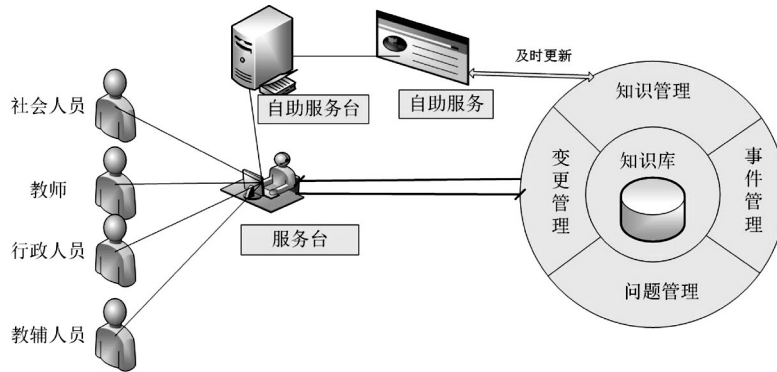 及时更新
自助服务台
自助服务
社会人员
教师
行政人员
教辅人员
服务台
知识管理
变更管理
知识库
事件管理
问题管理